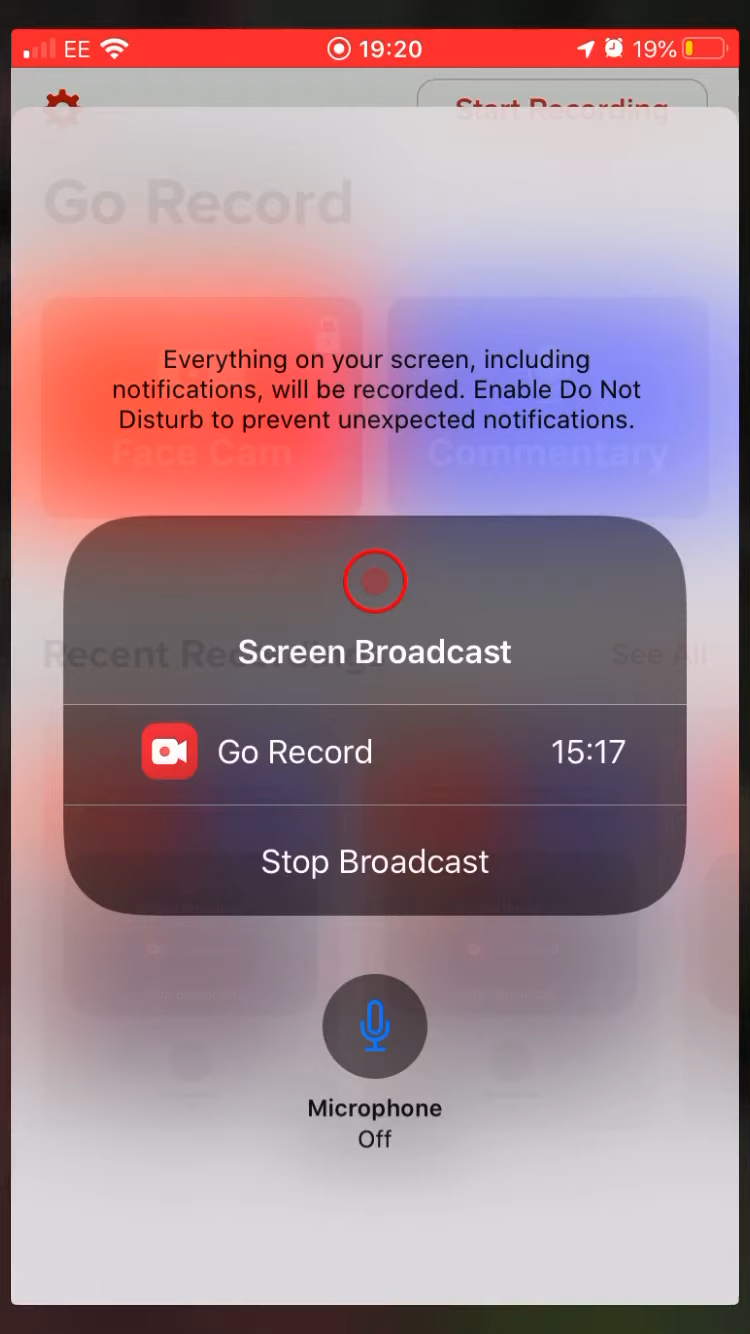 EE 19:20 19%
Start Recording
Go Record
Everything on your screen, including
notifications, will be recorded. Enable Do Not
Disturb to prevent unexpected notifications.
Face Cam Commentary
Screen Broadcast
Recent Recordings See All
Go Record 15:17
Stop Broadcast
Microphone
Off